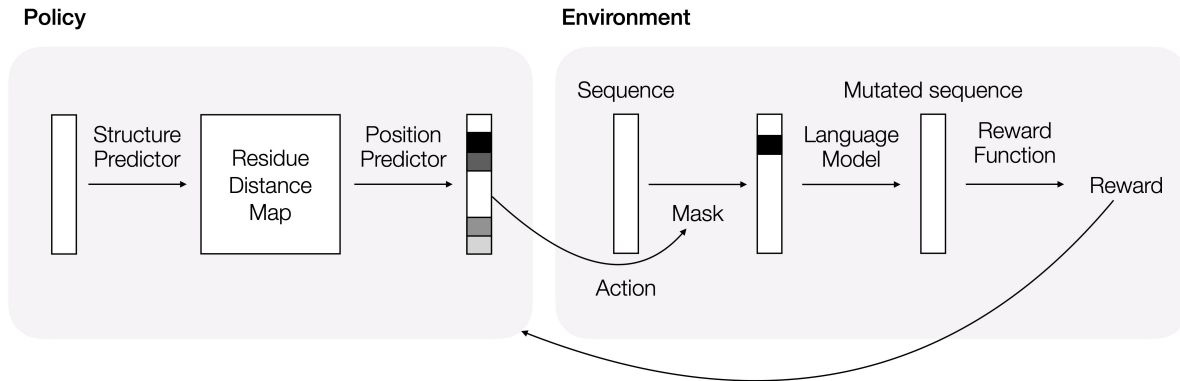 Policy
Environment
Structure
Predictor
Residue
Distance
Map
Position
Predictor
Sequence
Mask
Action
Language
Model
Mutated sequence
Reward
Function
Reward